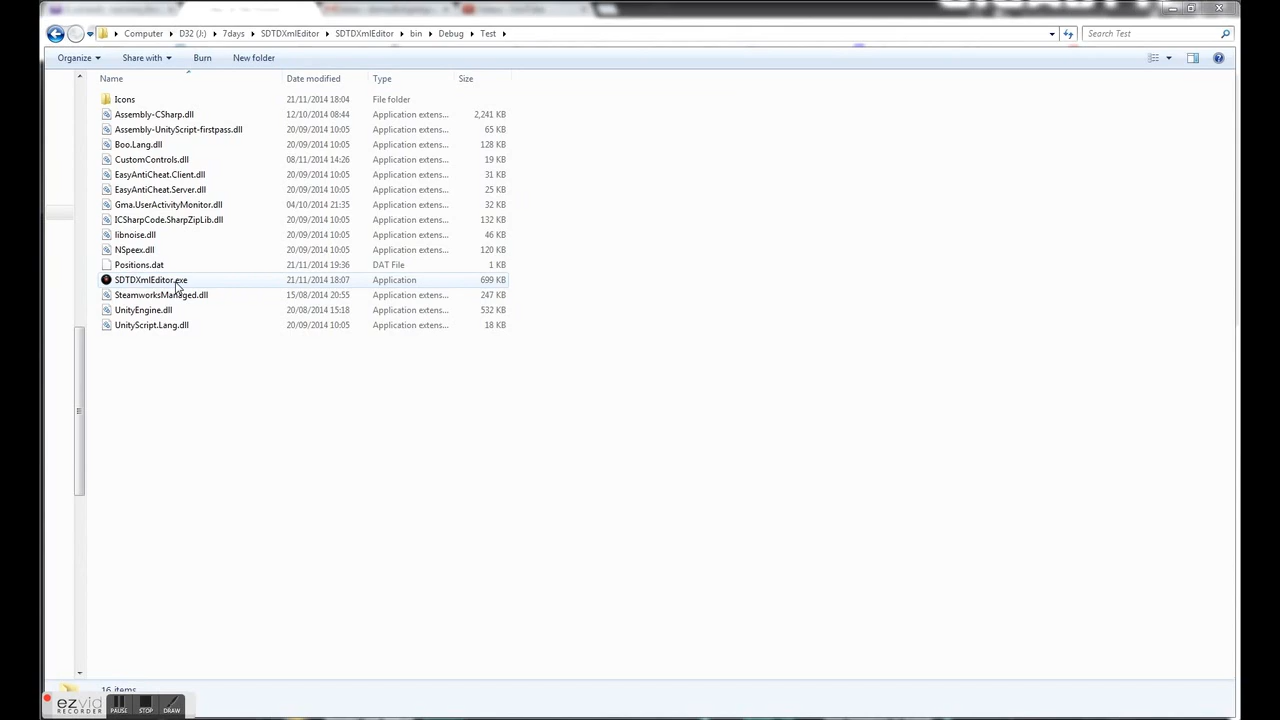 Computer D32 (J:) 7days SDTDXmlEditor SDTDXmlEditor bin Debug Test Search Test
Organize Share with Burn New folder
Name Date modified Type Size
Icons 21/11/2014 18:04 File folder
Assembly-CSharp.dll 12/10/2014 08:44 Application extens... 2,241 KB
Assembly-UnityScript-firstpass.dll 20/09/2014 10:05 Application extens... 65 KB
Boo.Lang.dll 20/09/2014 10:05 Application extens... 128 KB
CustomControls.dll 08/11/2014 14:26 Application extens... 19 KB
EasyAntiCheat.Client.dll 20/09/2014 10:05 Application extens... 31 KB
EasyAntiCheat.Server.dll 20/09/2014 10:05 Application extens... 25 KB
Gma.UserActivityMonitor.dll 04/10/2014 21:35 Application extens... 32 KB
ICSharpCode.SharpZipLib.dll 20/09/2014 10:05 Application extens... 132 KB
libnoise.dll 20/09/2014 10:05 Application extens... 46 KB
NSpeex.dll 20/09/2014 10:05 Application extens... 120 KB
Positions.dat 21/11/2014 19:36 DAT File 1 KB
SDTDXmlEditor.exe 21/11/2014 18:07 Application 699 KB
SteamworksManaged.dll 15/08/2014 20:55 Application extens... 247 KB
UnityEngine.dll 20/08/2014 15:18 Application extens... 532 KB
UnityScript.Lang.dll 20/09/2014 10:05 Application extens... 18 KB
16 items
ezvid
RECORDER
PAUSE STOP DRAW